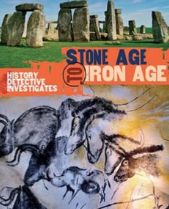 STONE AGE
TO
IRON AGE
HISTORY
DETECTIVE
INVESTIGATES